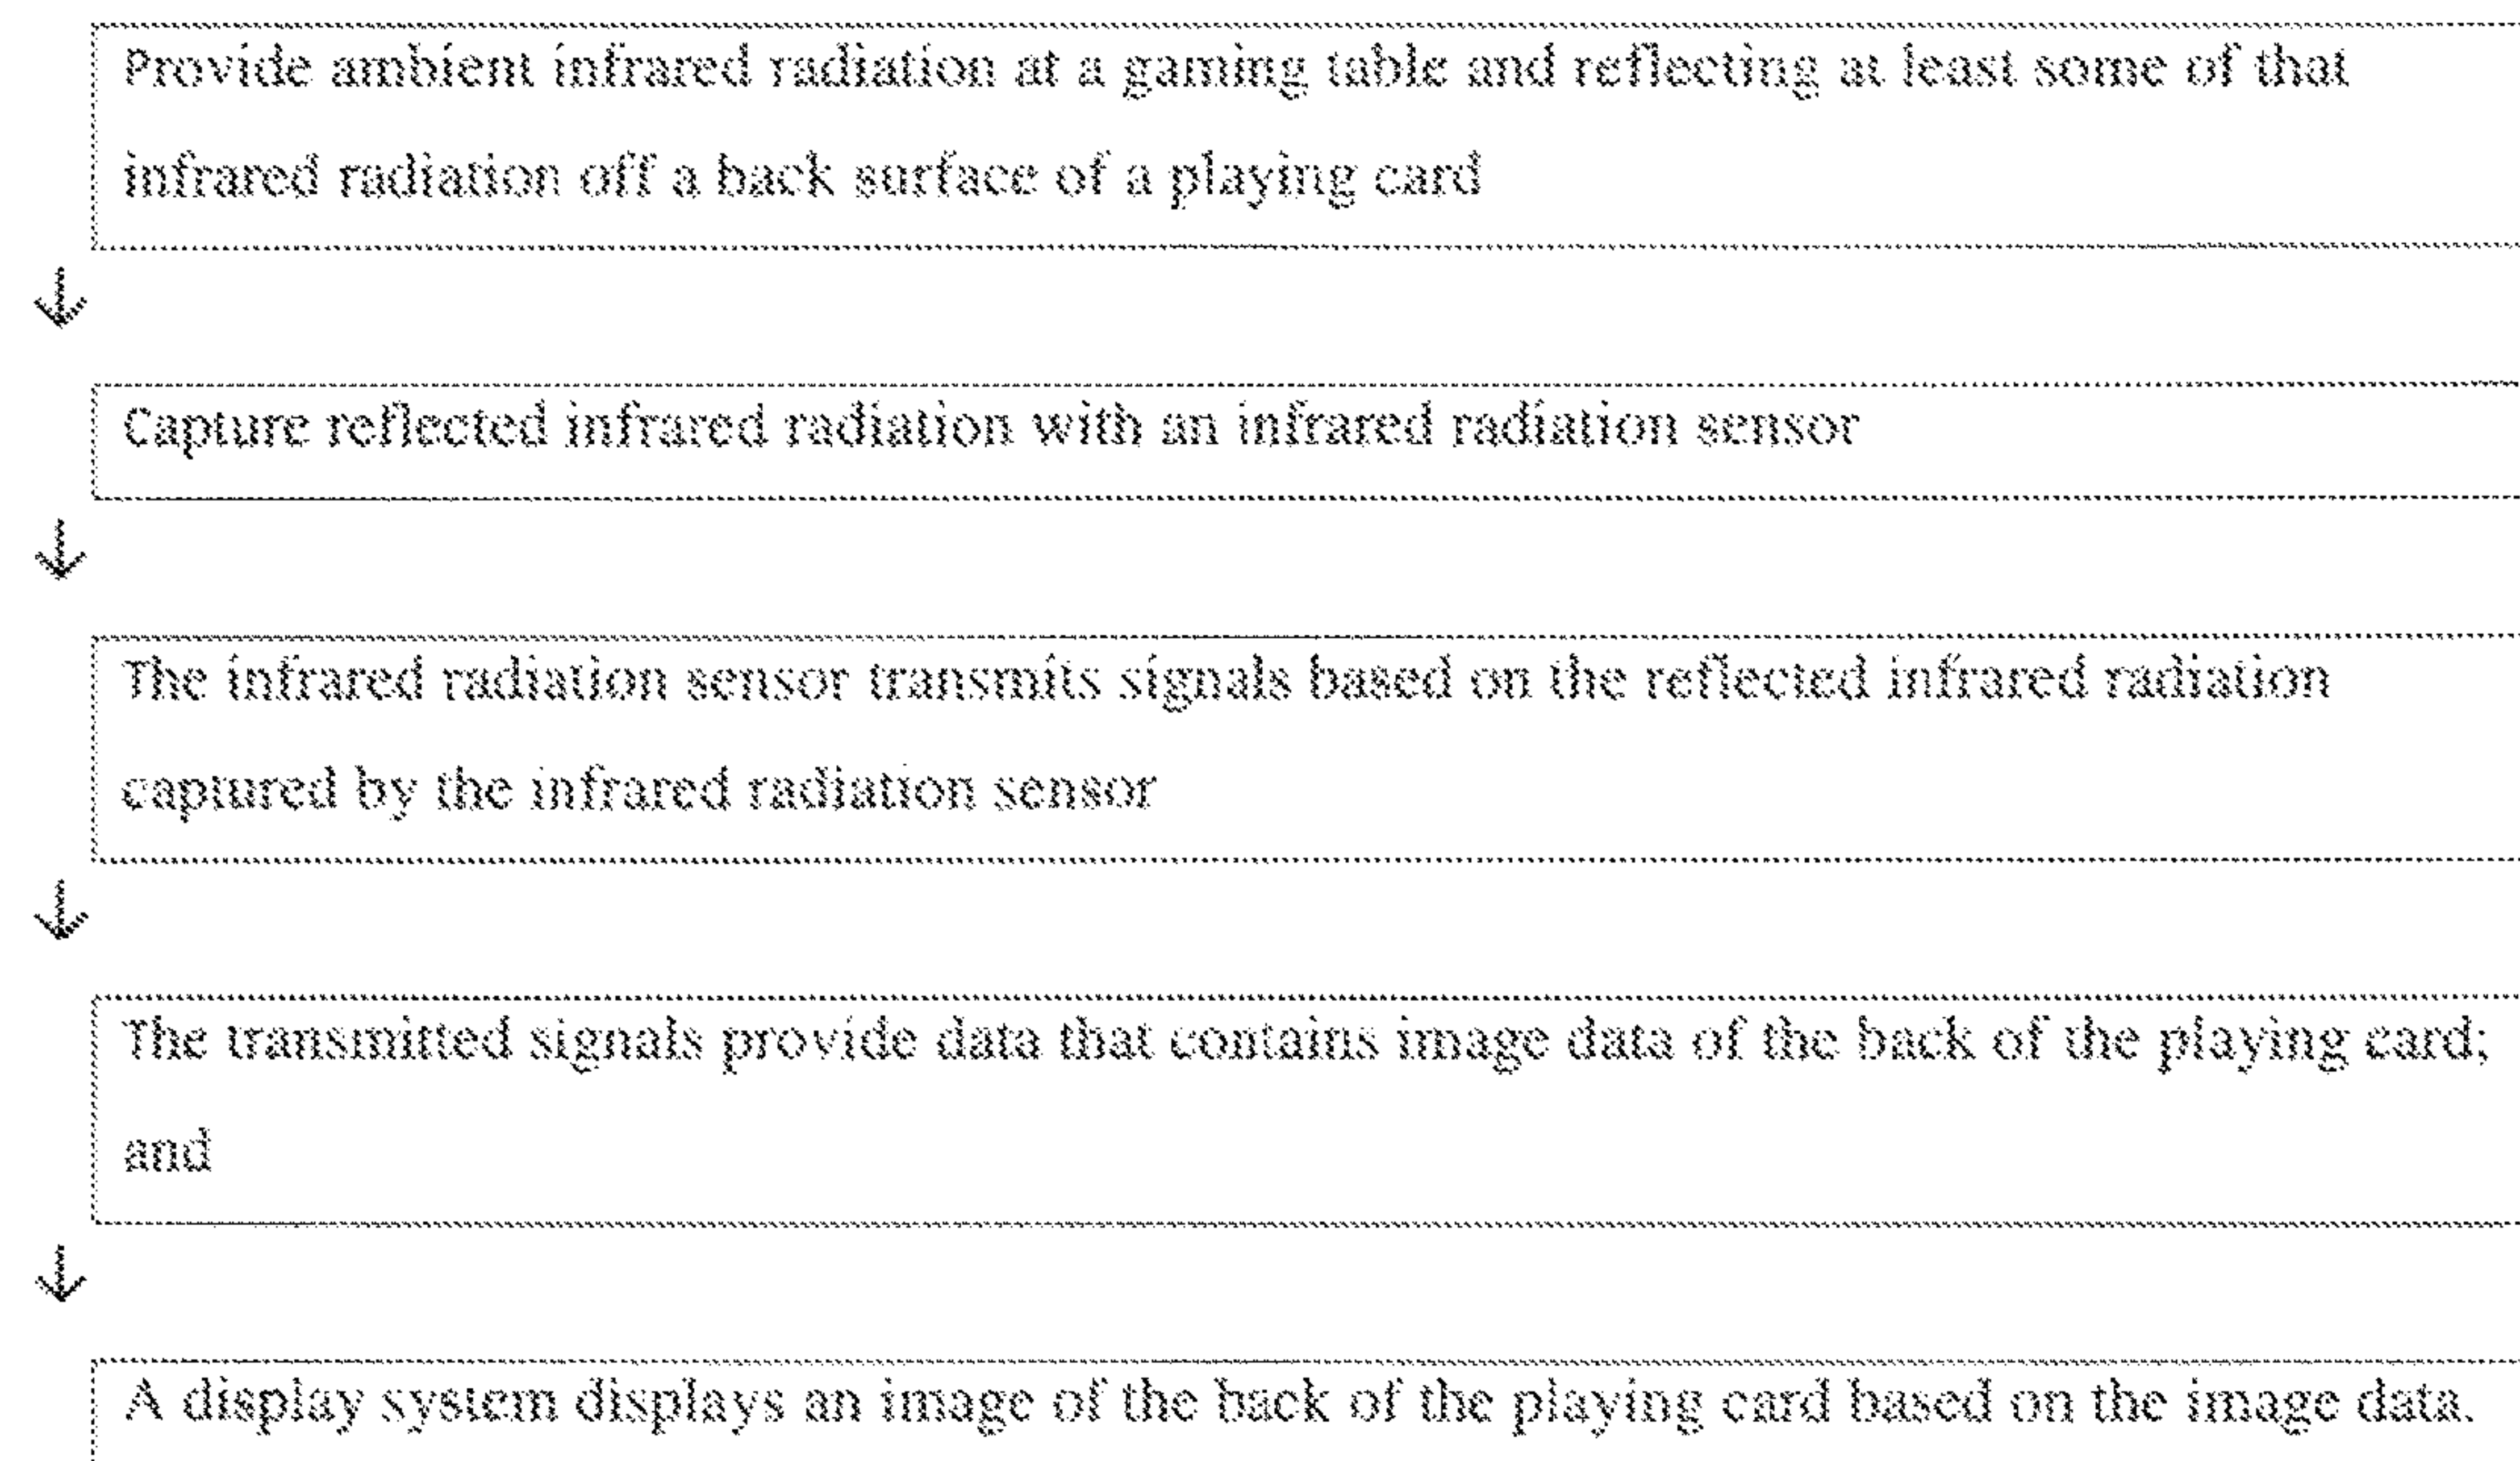 Provide ambient infrared radiation at a gaming table and reflecting at least some of that
infrared radiation off a back surface of a playing card
↓
Capture reflected infrared radiation with an infrared radiation sensor
↓
The infrared radiation sensor transmits signals based on the reflected infrared radiation
captured by the infrared radiation sensor
↓
The transmitted signals provide data that contains image data of the back of the playing card;
and
↓
A display system displays an image of the back of the playing card based on the image data.